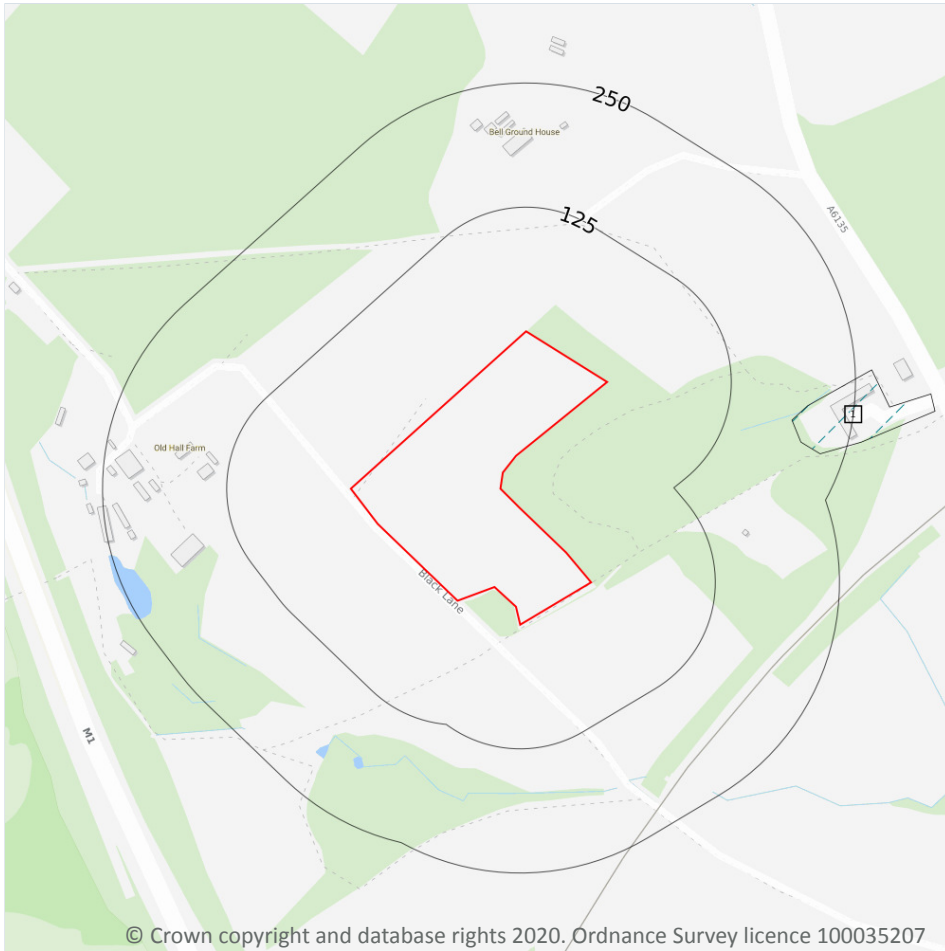 250
Bell Ground House
125
A6135
1
Old Hall Farm
Black Lane
M1
© Crown copyright and database rights 2020. Ordnance Survey licence 100035207